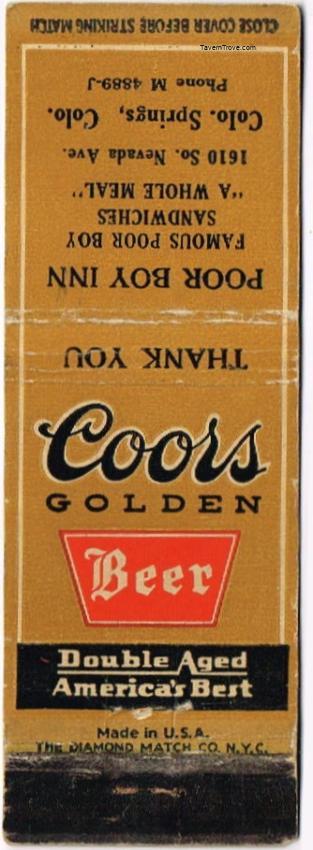 TavernTrove.com
CLOSE COVER BEFORE STRIKING MATCH
POOR BOY INN
FAMOUS POOR BOY
SANDWICHES
"A WHOLE MEAL"
1610 So. Nevada Ave.
Colo. Springs, Colo.
Phone M 4889-J
THANK YOU
Coors
GOLDEN
Beer
Double Aged
America's Best
Made in U.S.A.
THE DIAMOND MATCH CO. N.Y.C.